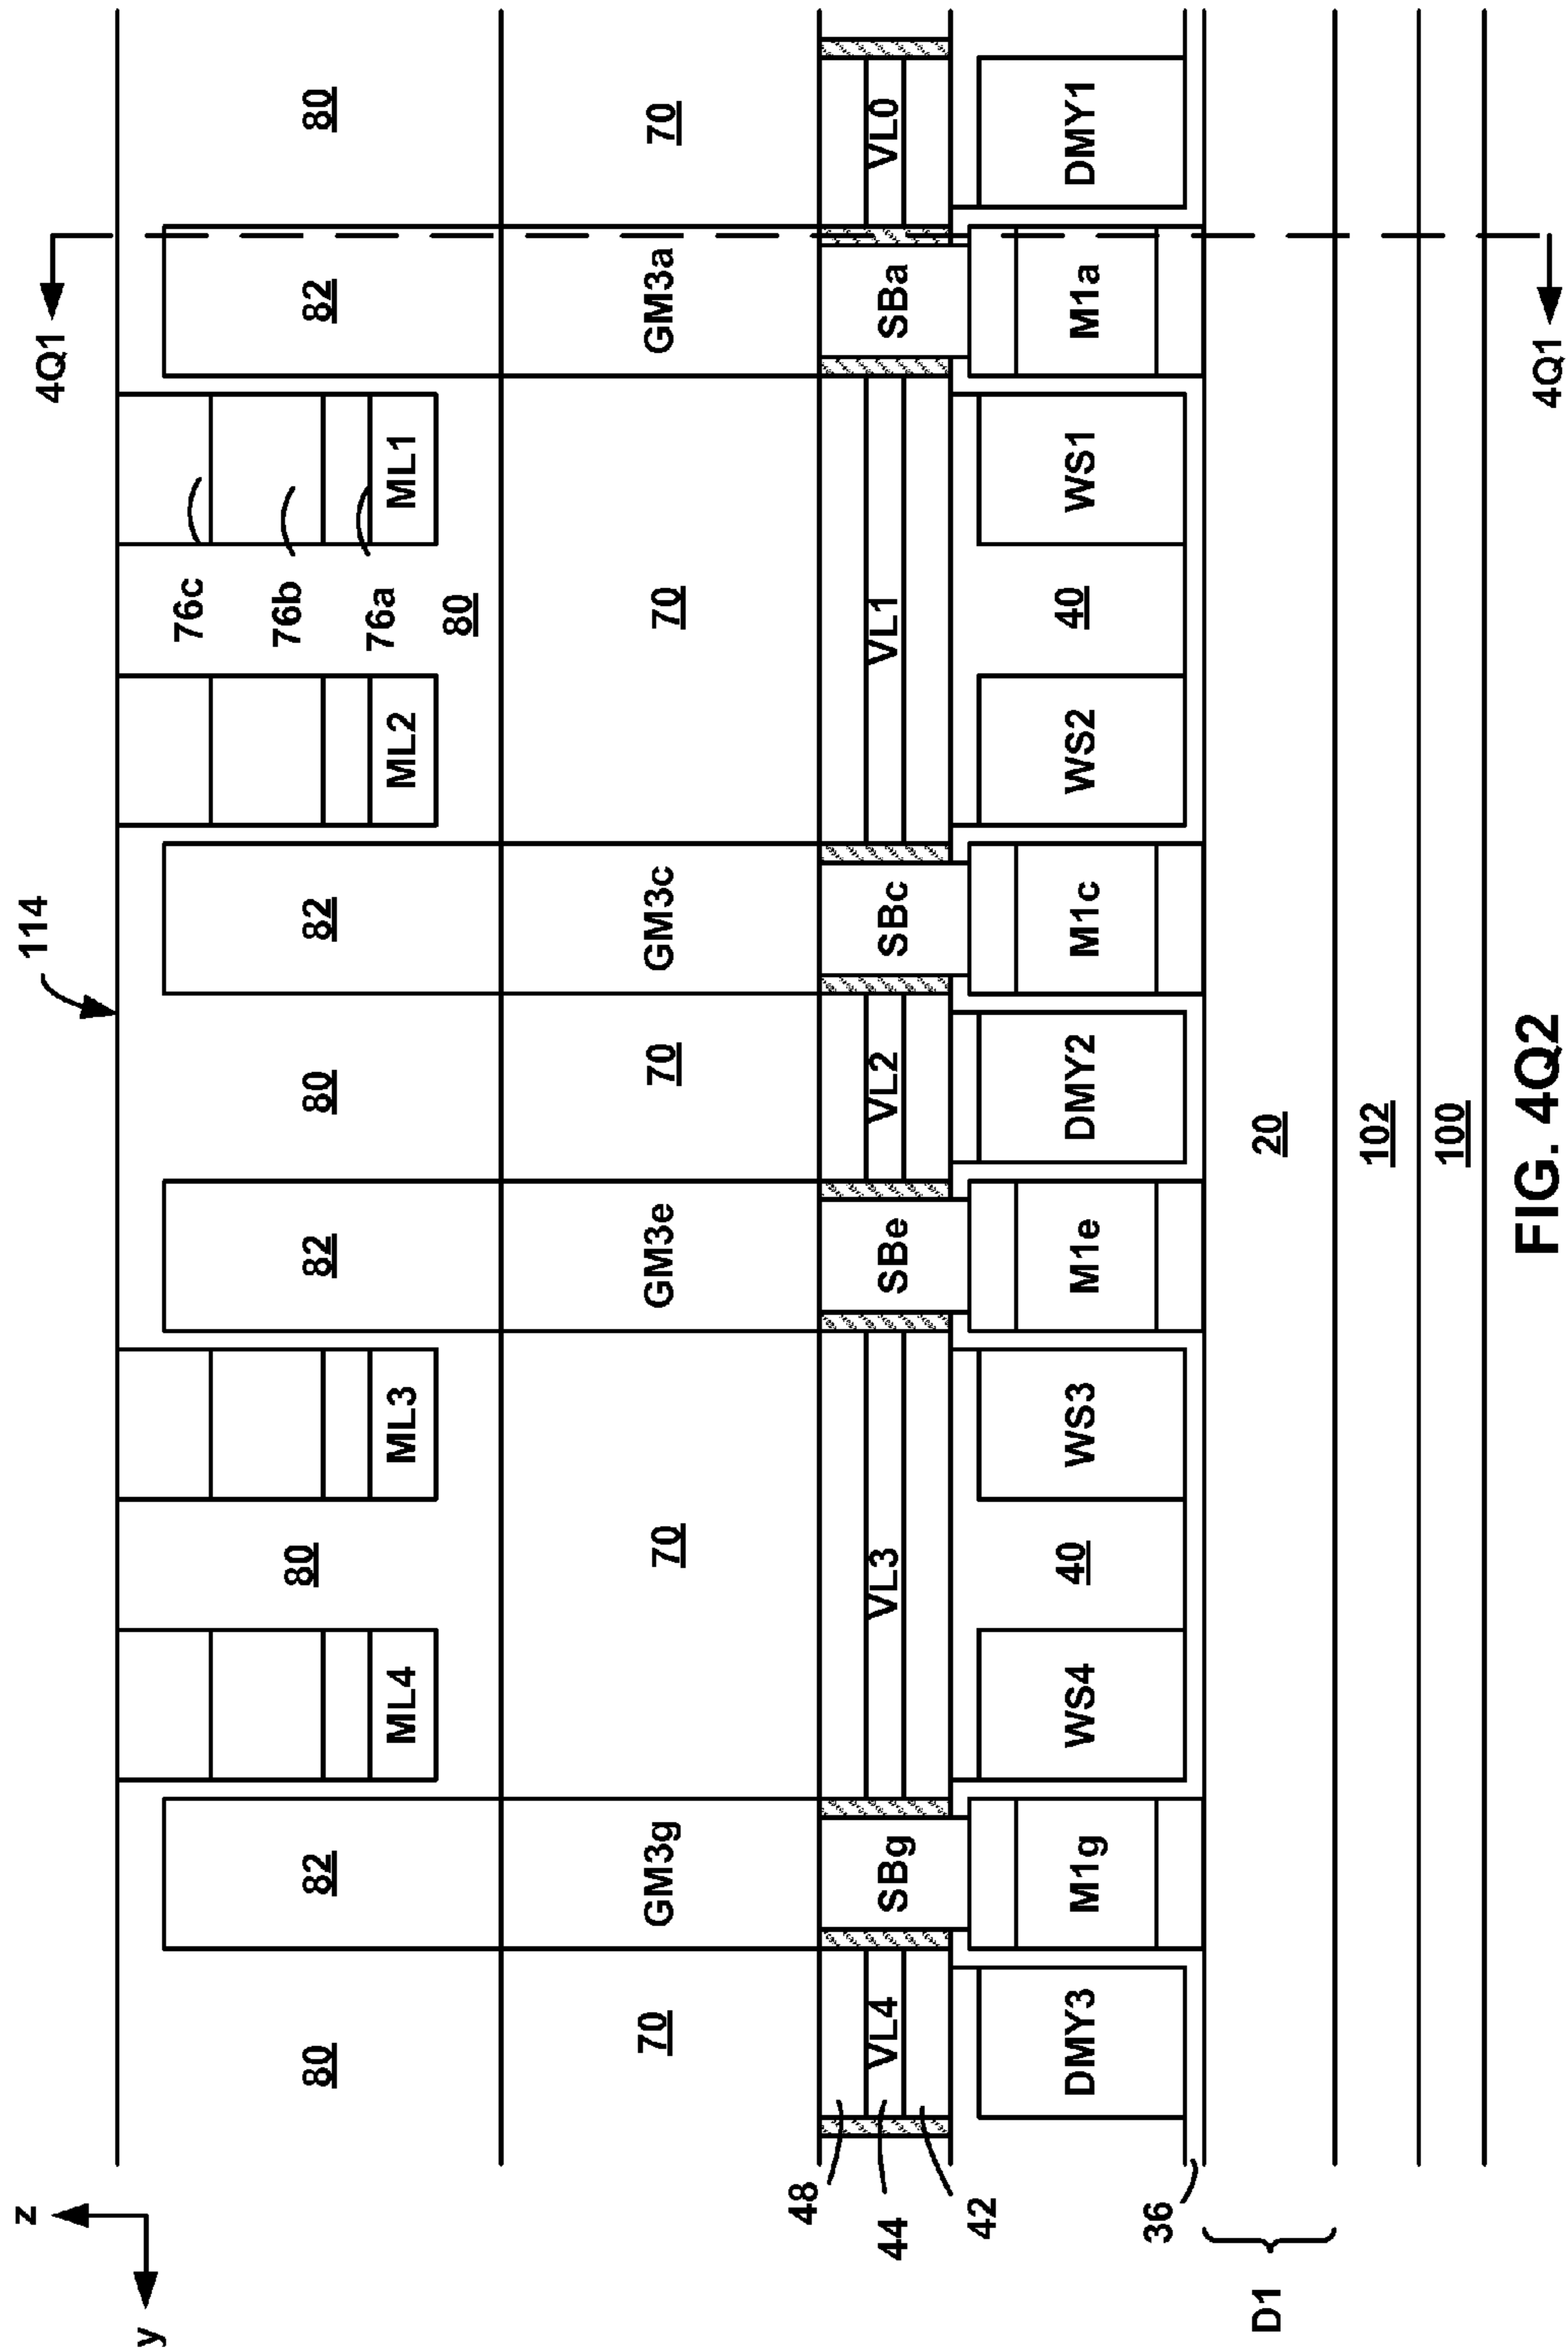 114
4Q1
z
y
80
82
80
82
82
80
82
80
76c
76b
76a
80
ML4
ML3
ML2
ML1
70
GM3g
70
GM3e
70
GM3c
70
GM3a
70
48
44
42
VL4
SBg
VL3
SBe
VL2
SBc
VL1
SBa
VL0
DMY3
M1g
WS4
40
WS3
M1e
DMY2
M1c
WS2
40
WS1
M1a
DMY1
36
D1
20
102
100
4Q1
FIG. 4Q2